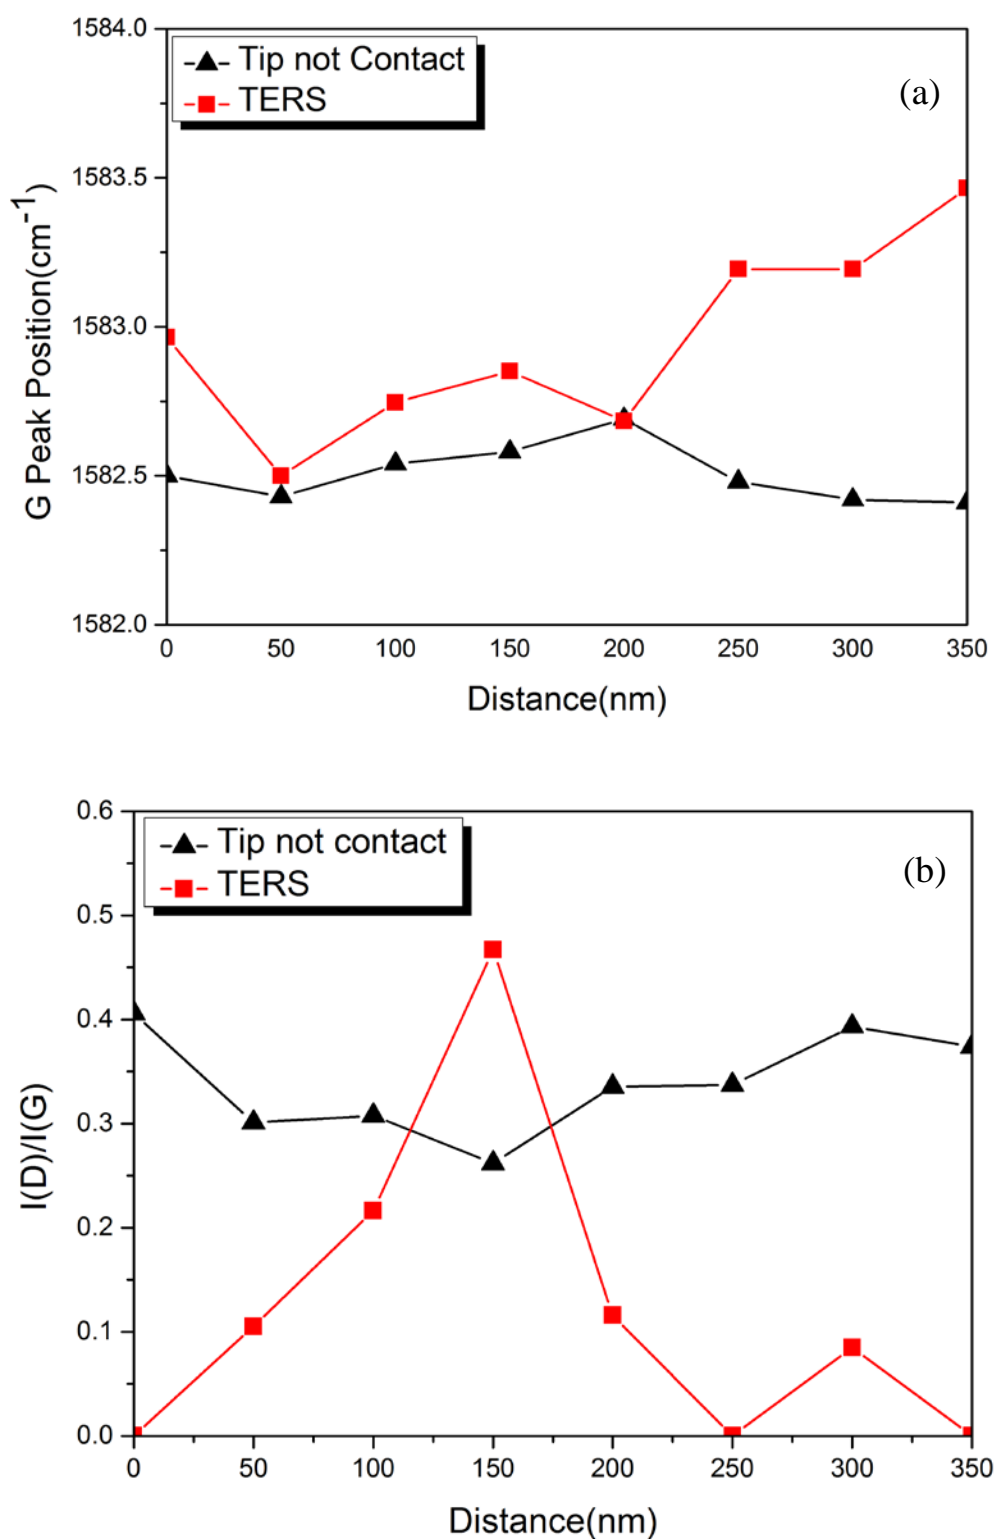 1584.0
Tip not Contact
TERS
(a)
1583.5
1583.0
1582.5
1582.0
G Peak Position(cm⁻¹)
0 50 100 150 200 250 300 350
Distance(nm)
0.6
Tip not contact
TERS
(b)
0.5
0.4
0.3
0.2
0.1
0.0
I(D)/I(G)
0 50 100 150 200 250 300 350
Distance(nm)